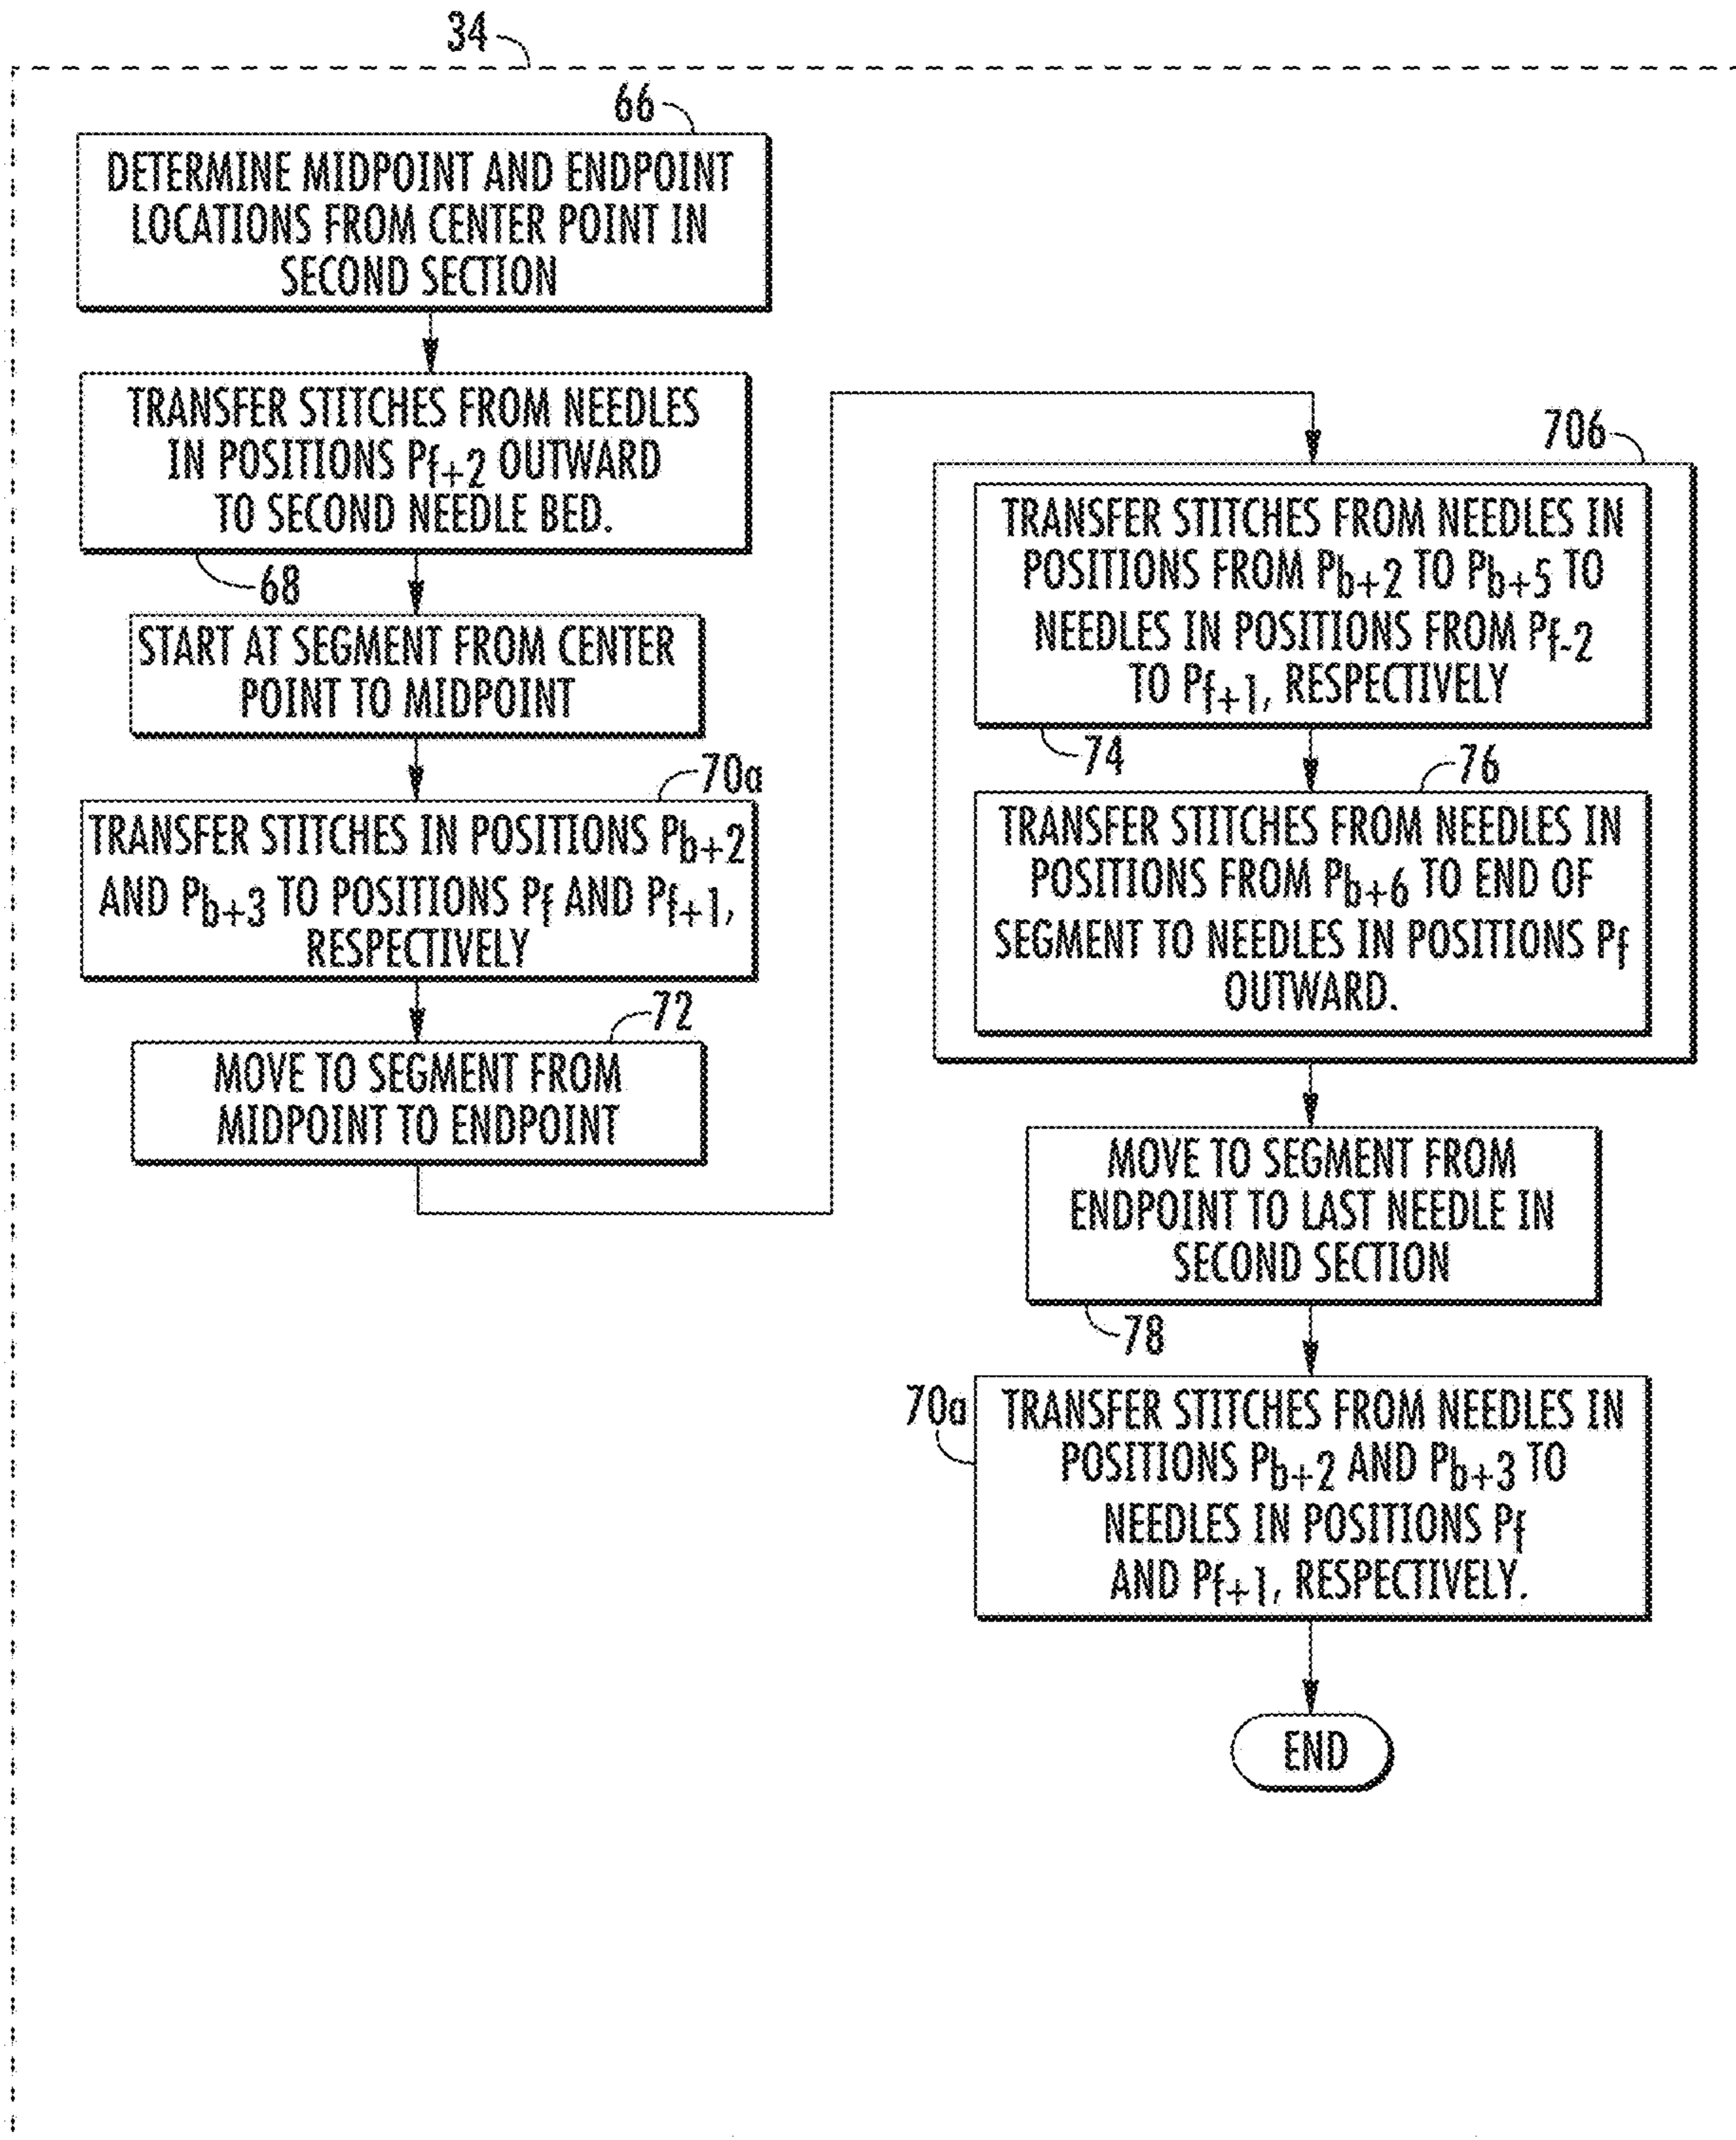 34
66
DETERMINE MIDPOINT AND ENDPOINT
LOCATIONS FROM CENTER POINT IN
SECOND SECTION
TRANSFER STITCHES FROM NEEDLES
IN POSITIONS Pf+2 OUTWARD
TO SECOND NEEDLE BED.
68
START AT SEGMENT FROM CENTER
POINT TO MIDPOINT
70a
TRANSFER STITCHES IN POSITIONS Pb+2
AND Pb+3 TO POSITIONS Pf AND Pf+1,
RESPECTIVELY
72
MOVE TO SEGMENT FROM
MIDPOINT TO ENDPOINT
706
TRANSFER STITCHES FROM NEEDLES IN
POSITIONS FROM Pb+2 TO Pb+5 TO
NEEDLES IN POSITIONS FROM Pf-2
TO Pf+1, RESPECTIVELY
74
76
TRANSFER STITCHES FROM NEEDLES IN
POSITIONS FROM Pb+6 TO END OF
SEGMENT TO NEEDLES IN POSITIONS Pf
OUTWARD.
MOVE TO SEGMENT FROM
ENDPOINT TO LAST NEEDLE IN
SECOND SECTION
78
70a
TRANSFER STITCHES FROM NEEDLES IN
POSITIONS Pb+2 AND Pb+3 TO
NEEDLES IN POSITIONS Pf
AND Pf+1, RESPECTIVELY.
END